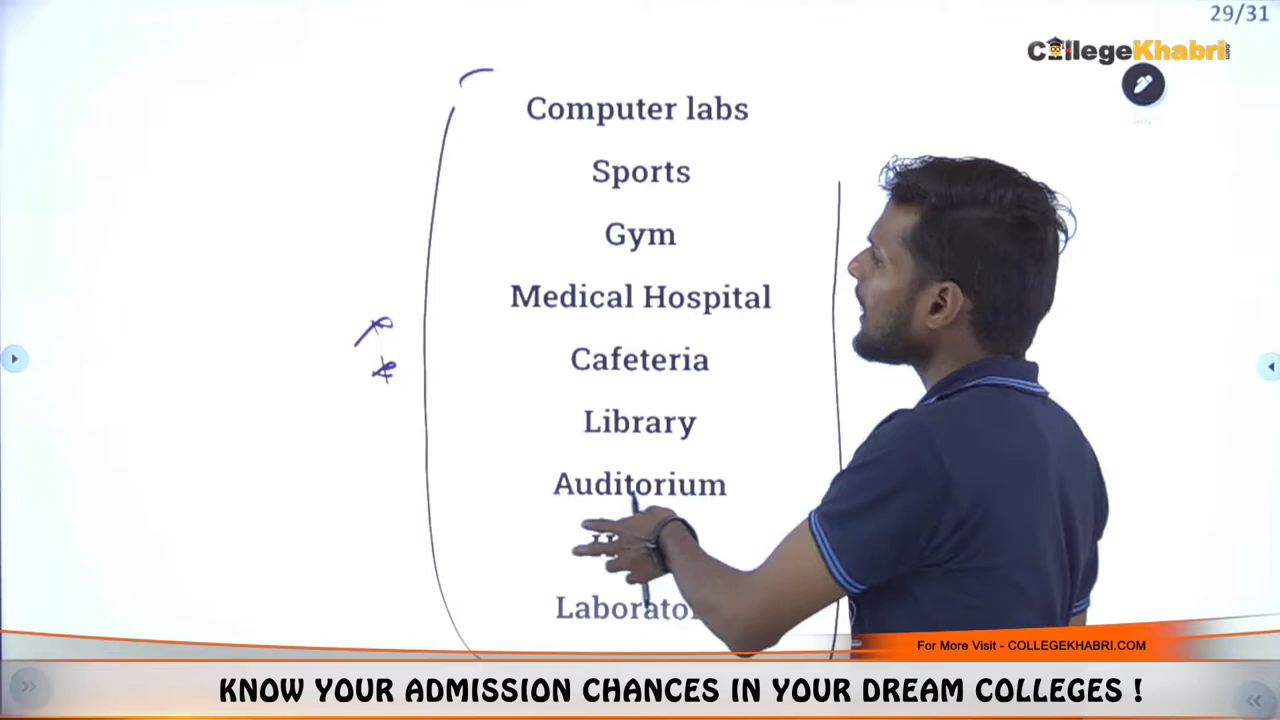 29/31
CollegeKhabri.com
Computer labs
Sports
Gym
Medical Hospital
Cafeteria
Library
Auditorium
For More Visit - COLLEGEKHABRI.COM
KNOW YOUR ADMISSION CHANCES IN YOUR DREAM COLLEGES !